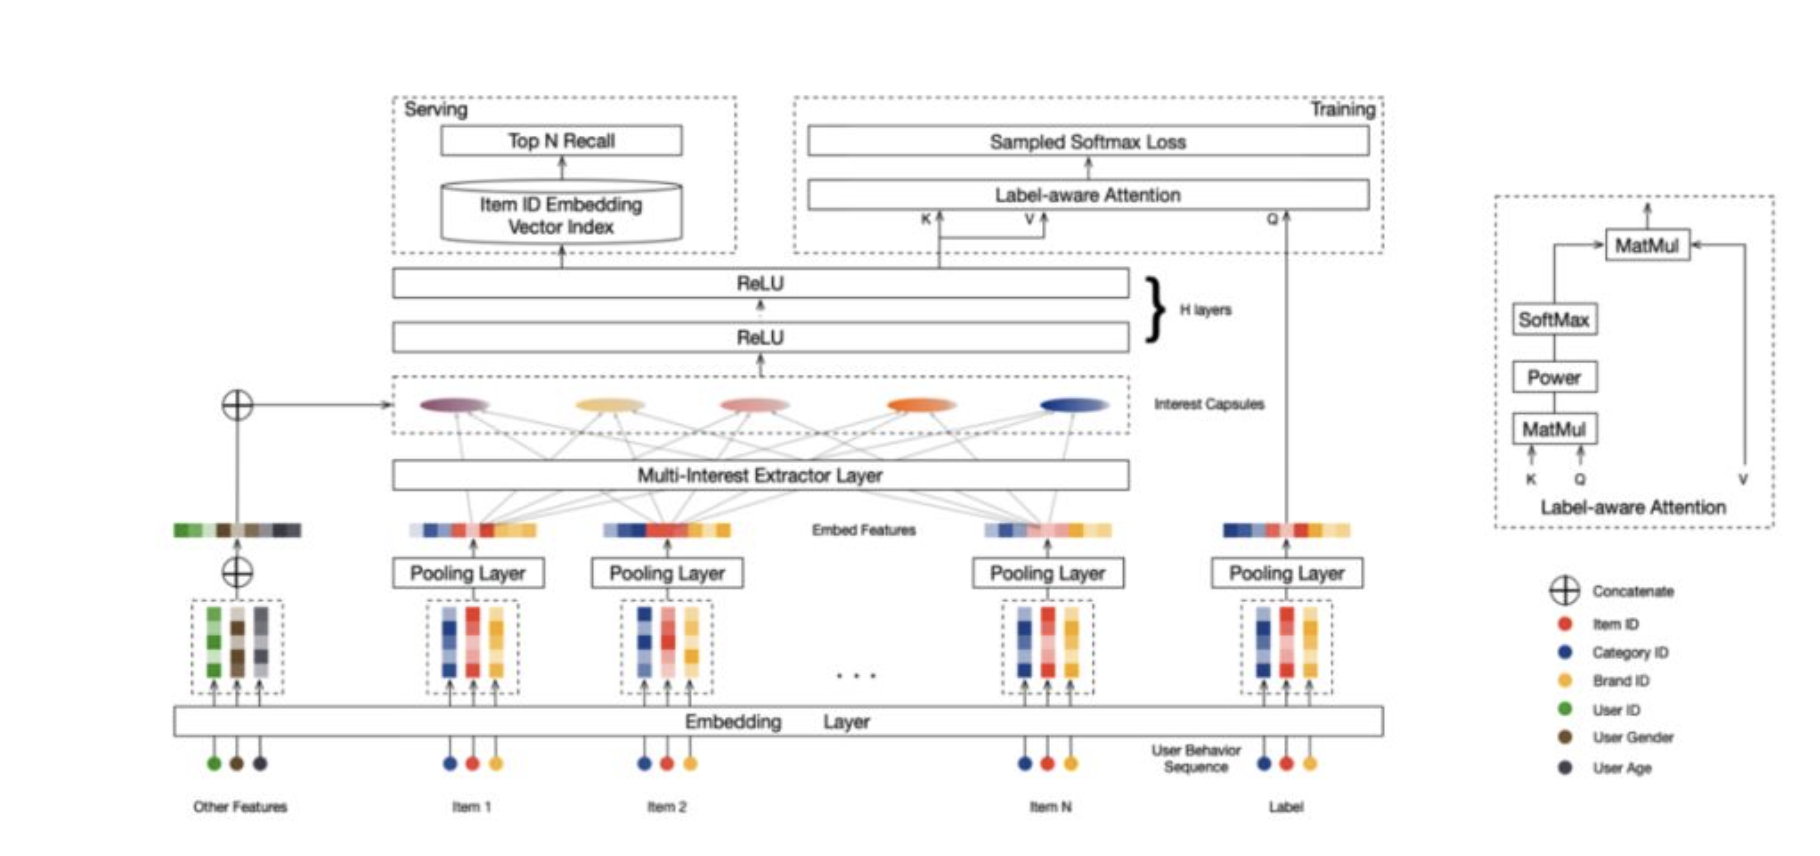 Serving
Top N Recall
Item ID Embedding
Vector Index
Training
Sampled Softmax Loss
Label-aware Attention
K
V
Q
ReLU
ReLU
H layers
Interest Capsules
Multi-Interest Extractor Layer
Embed Features
Pooling Layer
Pooling Layer
Pooling Layer
Pooling Layer
. . .
Embedding Layer
User Behavior
Sequence
Other Features
Item 1
Item 2
Item N
Label
MatMul
SoftMax
Power
MatMul
K
Q
V
Label-aware Attention
Concatenate
Item ID
Category ID
Brand ID
User ID
User Gender
User Age